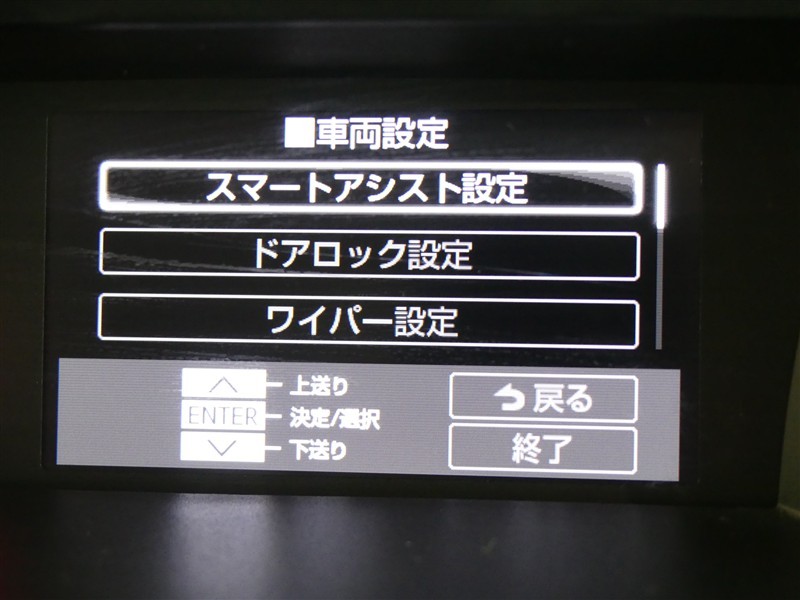 ■車両設定
スマートアシスト設定
ドアロック設定
ワイパー設定
上送り
ENTER 決定/選択
下送り
戻る
終了